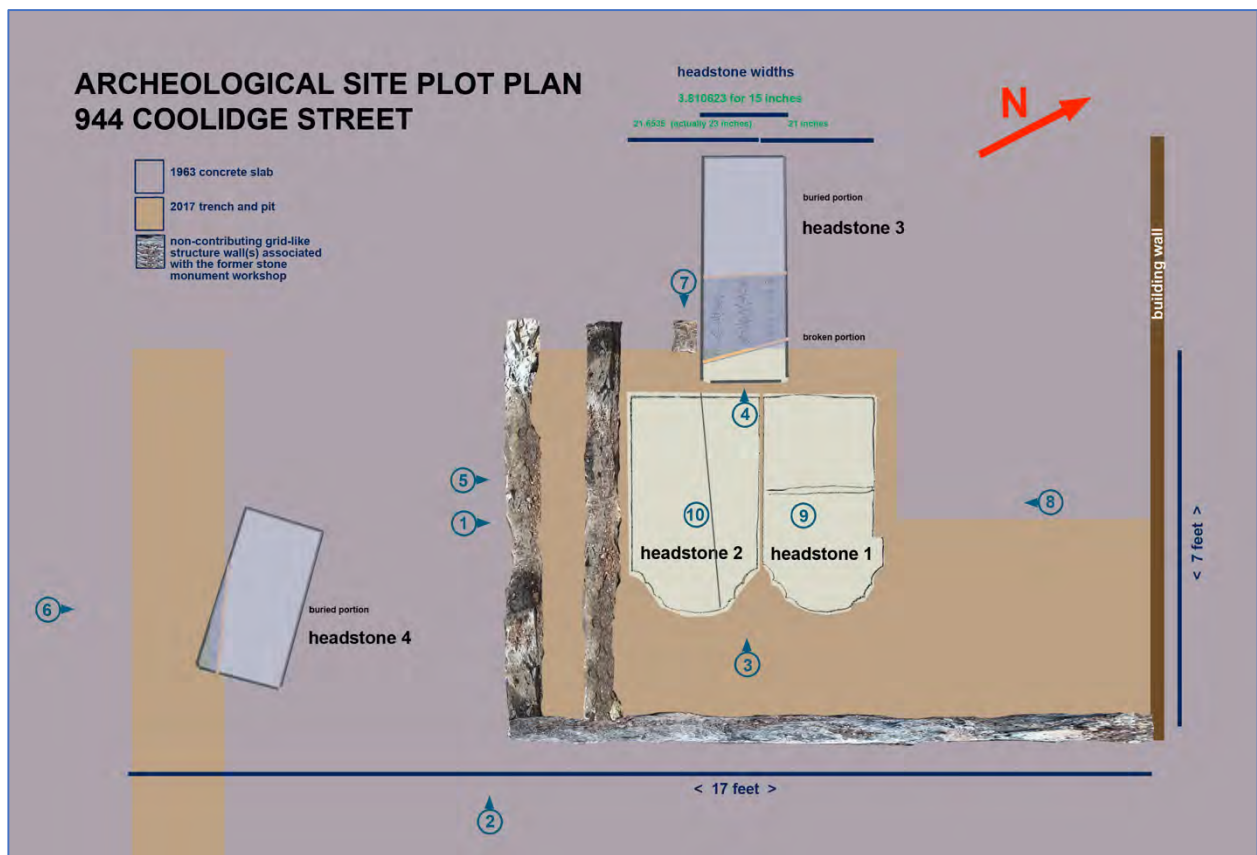 ARCHEOLOGICAL SITE PLOT PLAN
944 COOLIDGE STREET
1963 concrete slab
2017 trench and pit
non-contributing grid-like
structure wall(s) associated
with the former stone
monument workshop
headstone widths
3.810623 for 15 inches
21.6535 (actually 23 inches)
21 inches
N
buried portion
headstone 3
broken portion
building wall
7
4
5
1
8
10
9
headstone 2
headstone 1
6
buried portion
headstone 4
3
< 7 feet >
< 17 feet >
2